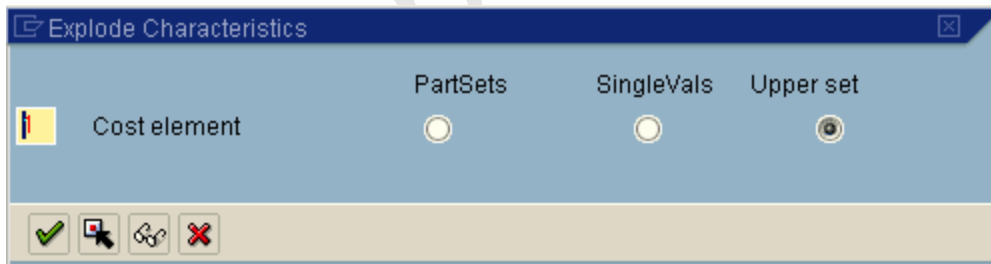 Explode Characteristics
PartSets SingleVals Upper set
1 Cost element